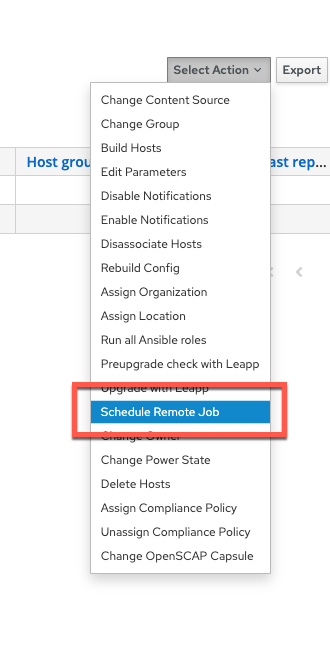 Select Action
Export
Host grou
ast rep...
Change Content Source
Change Group
Build Hosts
Edit Parameters
Disable Notifications
Enable Notifications
Disassociate Hosts
Rebuild Config
Assign Organization
Assign Location
Run all Ansible roles
Preupgrade check with Leapp
Upgrade with Leapp
Schedule Remote Job
Change Owner
Change Power State
Delete Hosts
Assign Compliance Policy
Unassign Compliance Policy
Change OpenSCAP Capsule